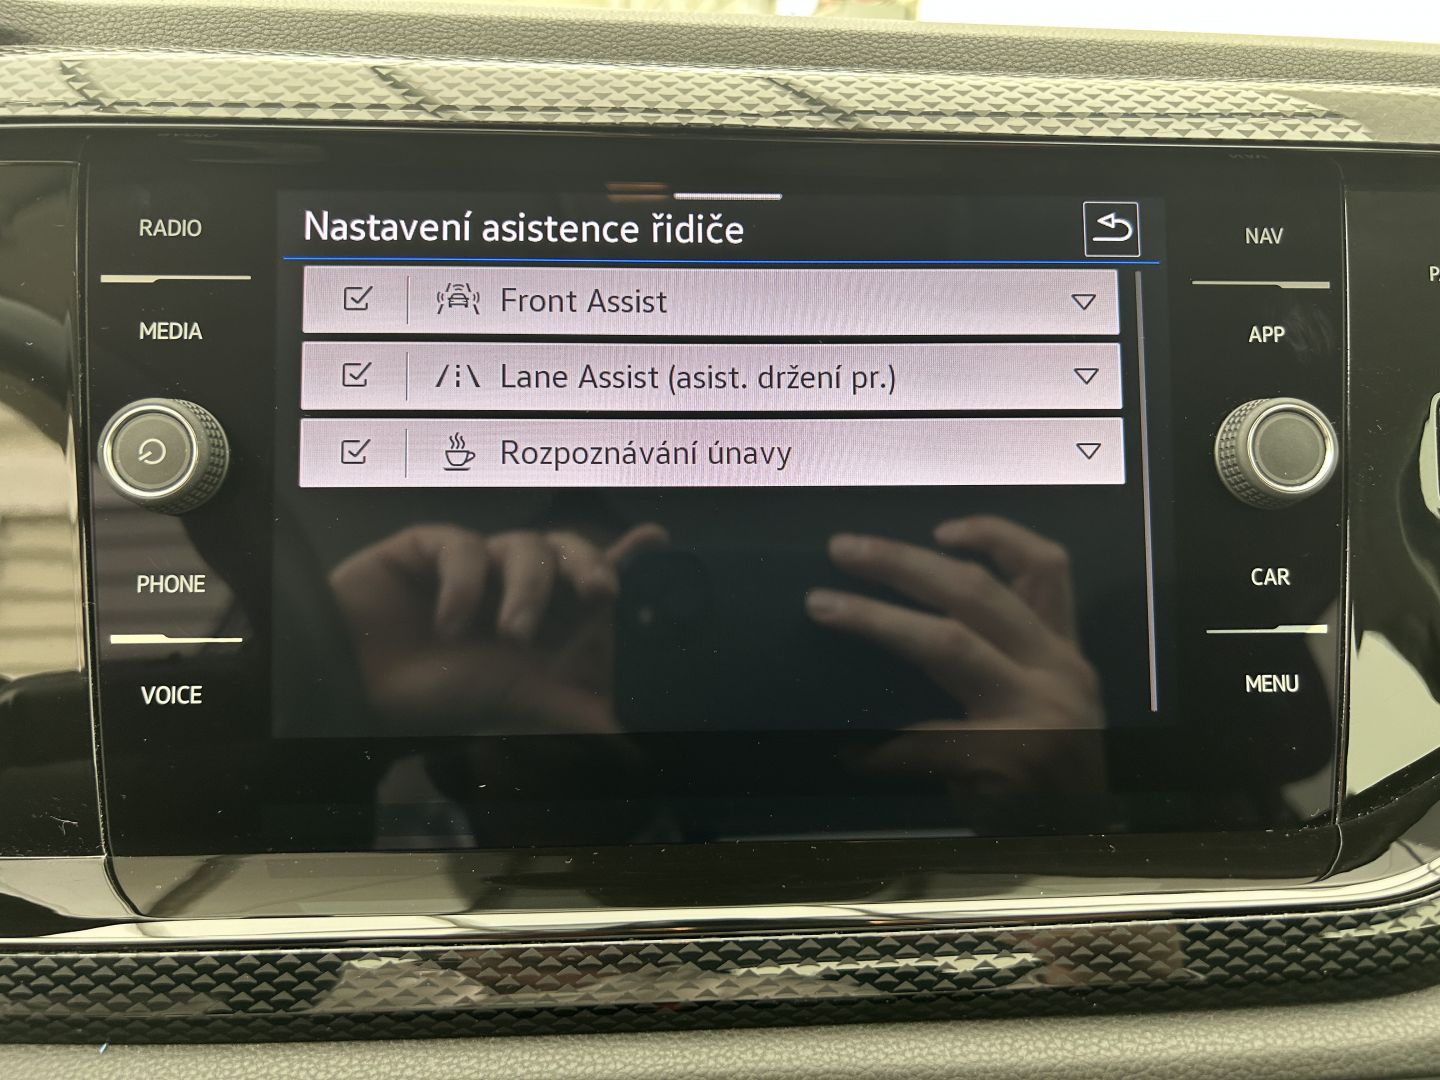 RADIO
MEDIA
PHONE
VOICE
Nastavení asistence řidiče
Front Assist
Lane Assist (asist. držení pr.)
Rozpoznávání únavy
NAV
APP
CAR
MENU